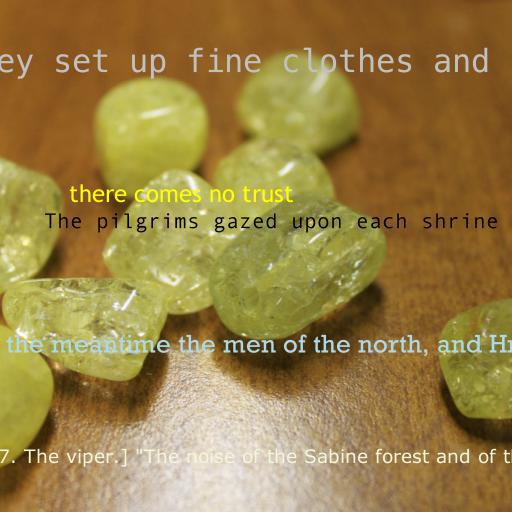 ey set up fine clothes and
there comes no trust
The pilgrims gazed upon each shrine
the meantime the men of the north, and
7. The viper.] "The noise of the Sabine forest and of